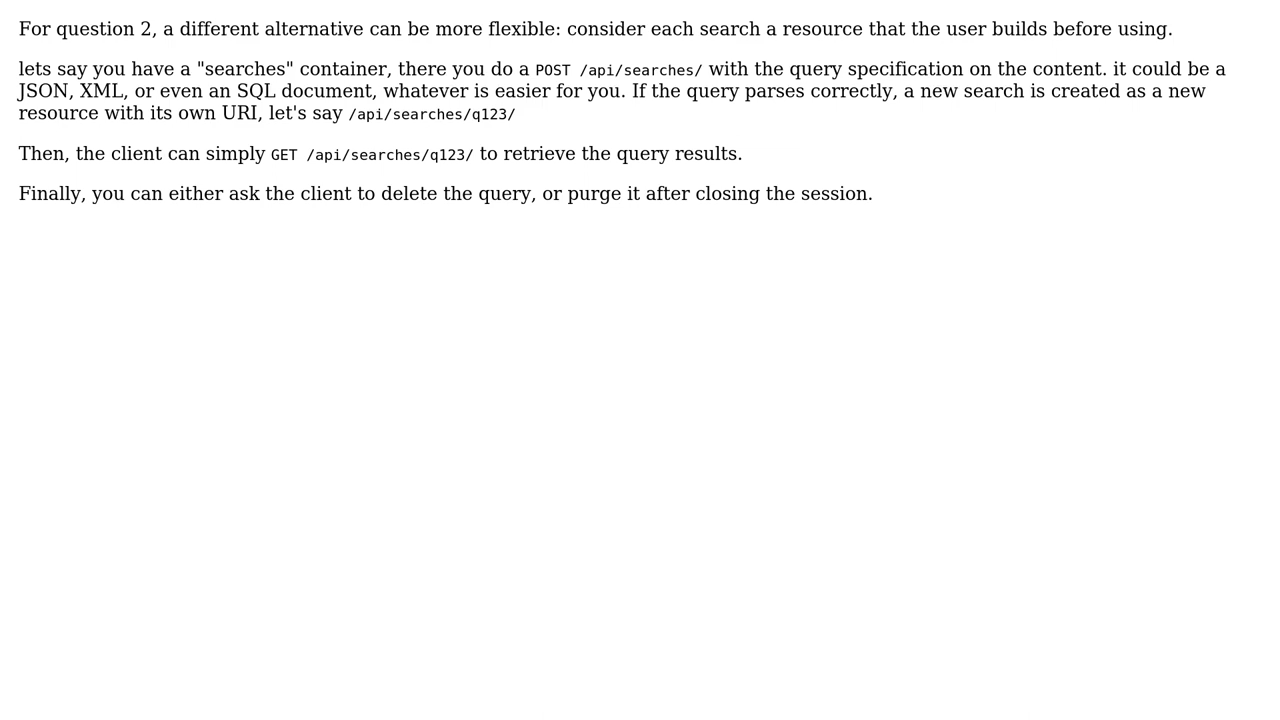 For question 2, a different alternative can be more flexible: consider each search a resource that the user builds before using.
lets say you have a "searches" container, there you do a POST /api/searches/ with the query specification on the content. it could be a
JSON, XML, or even an SQL document, whatever is easier for you. If the query parses correctly, a new search is created as a new
resource with its own URI, let's say /api/searches/q123/
Then, the client can simply GET /api/searches/q123/ to retrieve the query results.
Finally, you can either ask the client to delete the query, or purge it after closing the session.